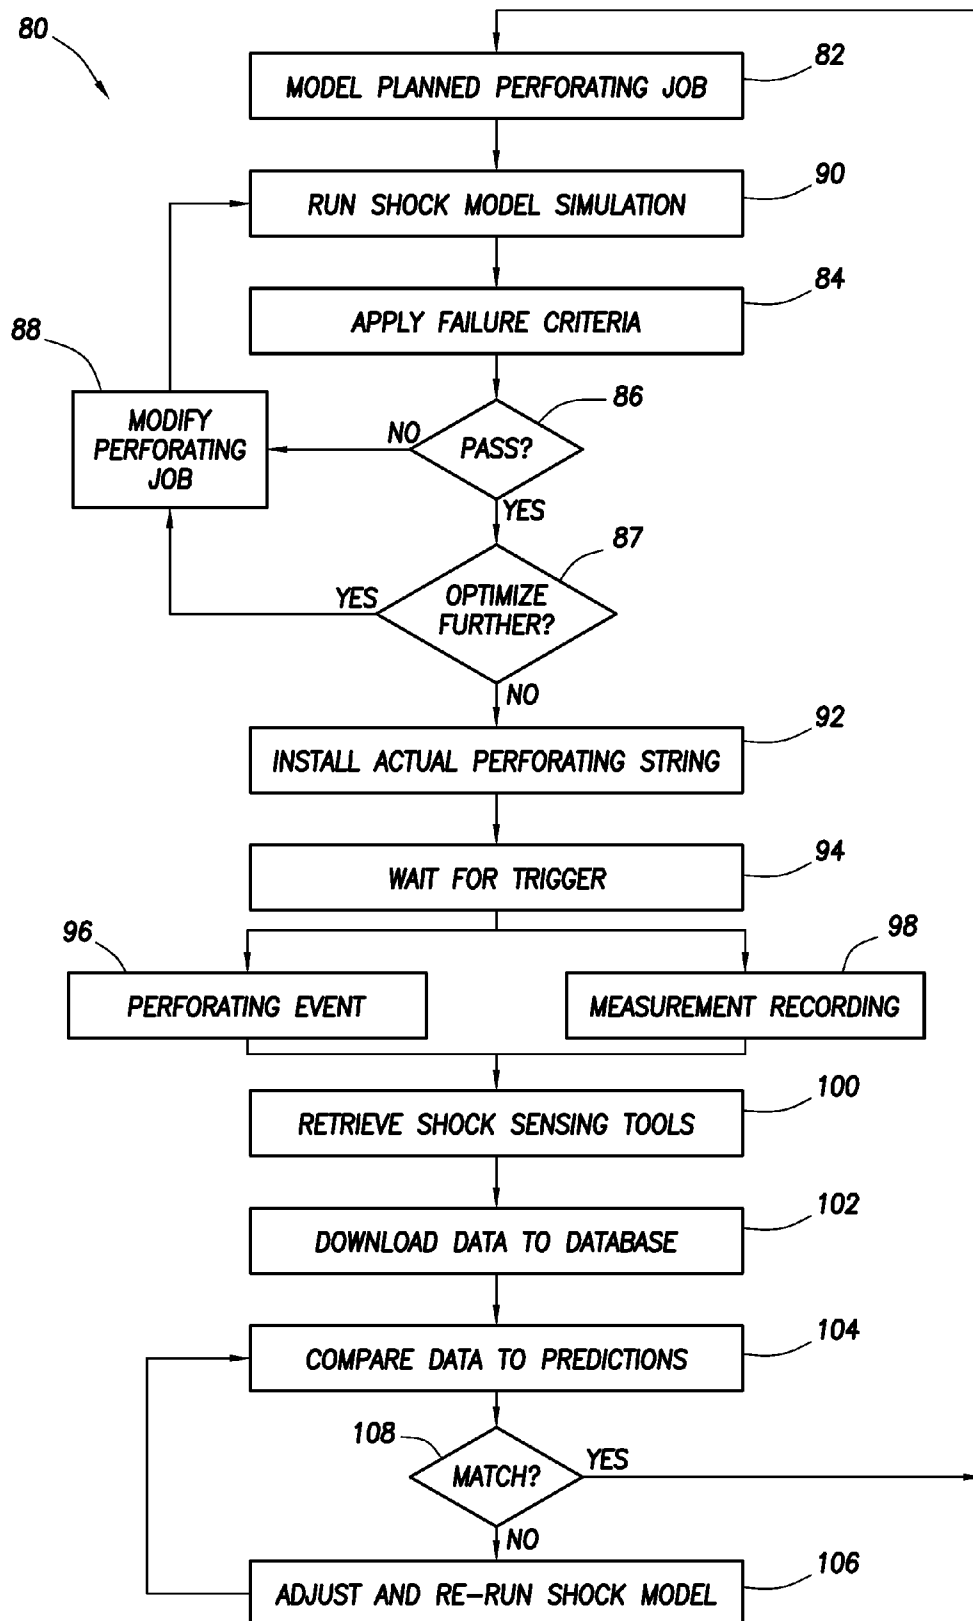 80
82
MODEL PLANNED PERFORATING JOB
90
RUN SHOCK MODEL SIMULATION
84
APPLY FAILURE CRITERIA
88
MODIFY
PERFORATING
JOB
86
NO
PASS?
YES
87
YES
OPTIMIZE
FURTHER?
NO
92
INSTALL ACTUAL PERFORATING STRING
94
WAIT FOR TRIGGER
96
98
PERFORATING EVENT
MEASUREMENT RECORDING
100
RETRIEVE SHOCK SENSING TOOLS
102
DOWNLOAD DATA TO DATABASE
104
COMPARE DATA TO PREDICTIONS
108
MATCH?
YES
NO
106
ADJUST AND RE-RUN SHOCK MODEL